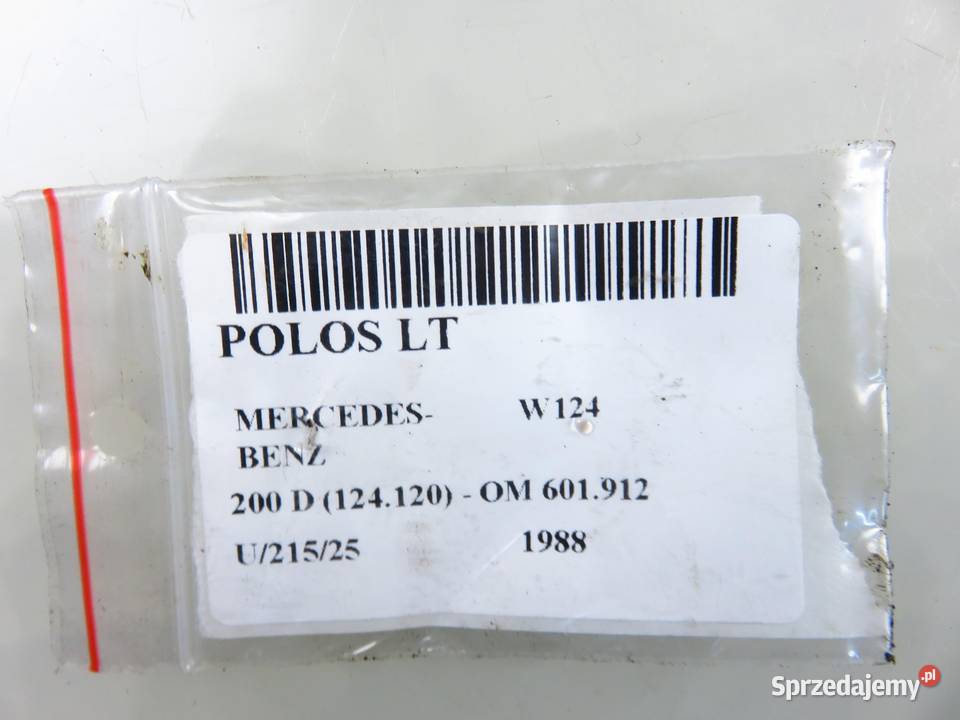 POLOS LT
MERCEDES- W124
BENZ
200 D (124.120) - OM 601.912
U/215/25 1988
Sprzedajemy.pl